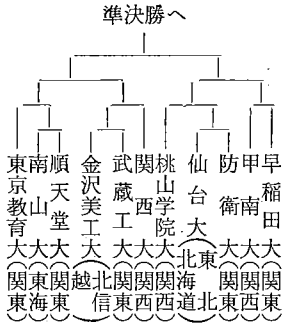 準決勝へ
早稲田大(関東)
甲南大(関西)
防衛大(関東)
仙台大(東北
北海道)
桃山学院大(関西)
関西大(関西)
武蔵工大(関東)
金沢美工大(北信
越)
順天堂大(関東)
南山大(東海)
東京教育大(関東)